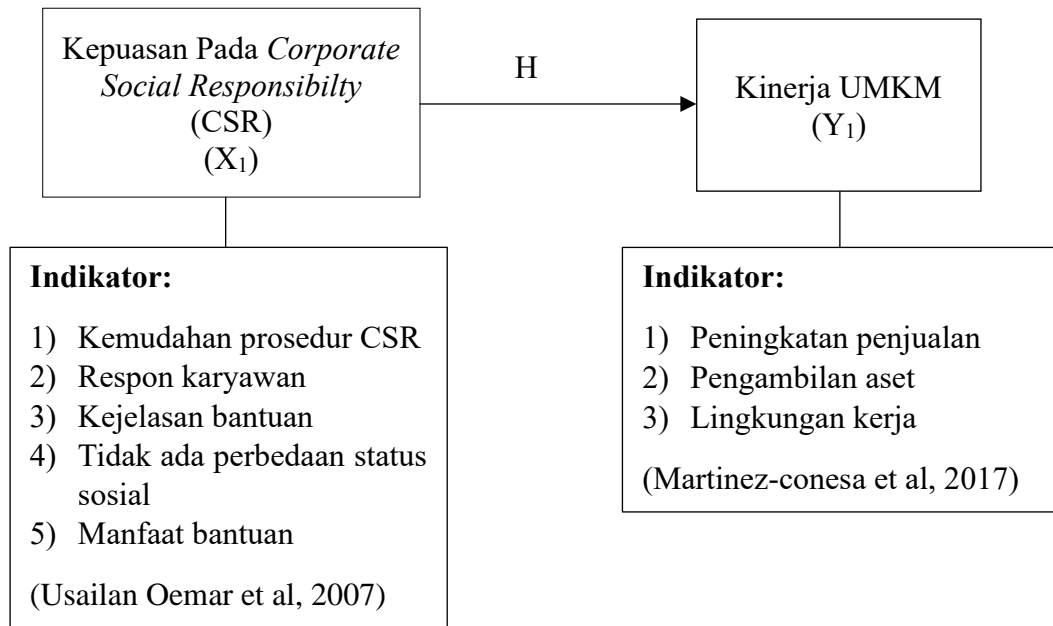 Kepuasan Pada Corporate
Social Responsibilty
(CSR)
(X₁)
H
Kinerja UMKM
(Y₁)
Indikator:
1) Kemudahan prosedur CSR
2) Respon karyawan
3) Kejelasan bantuan
4) Tidak ada perbedaan status
sosial
5) Manfaat bantuan
(Usailan Oemar et al, 2007)
Indikator:
1) Peningkatan penjualan
2) Pengambilan aset
3) Lingkungan kerja
(Martinez-conesa et al, 2017)